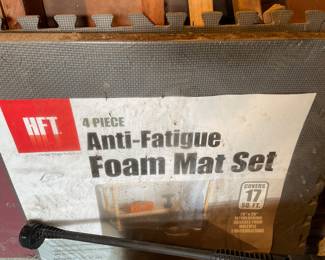 HFT
4 PIECE
Anti-Fatigue
Foam Mat Set
COVERS
17
SQ. FT.